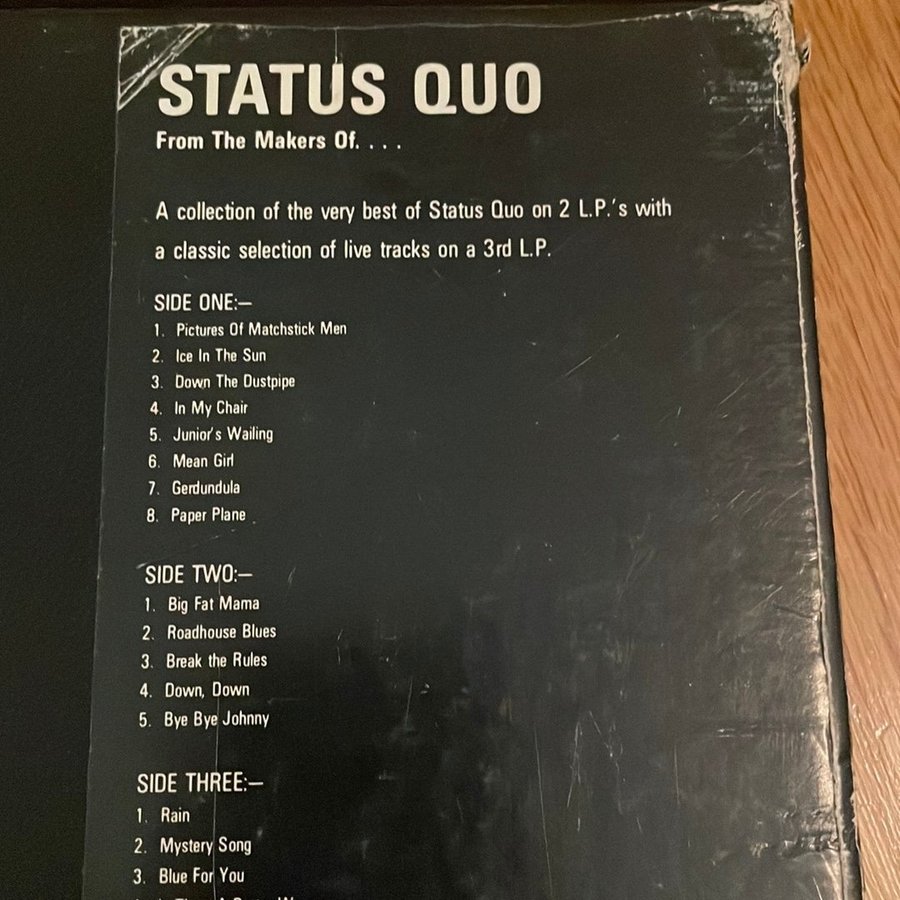 STATUS QUO
From The Makers Of. . . .
A collection of the very best of Status Quo on 2 L.P.'s with
a classic selection of live tracks on a 3rd L.P.
SIDE ONE:—
1. Pictures Of Matchstick Men
2. Ice In The Sun
3. Down The Dustpipe
4. In My Chair
5. Junior's Wailing
6. Mean Girl
7. Gerdundula
8. Paper Plane
SIDE TWO:—
1. Big Fat Mama
2. Roadhouse Blues
3. Break the Rules
4. Down, Down
5. Bye Bye Johnny
SIDE THREE:—
1. Rain
2. Mystery Song
3. Blue For You